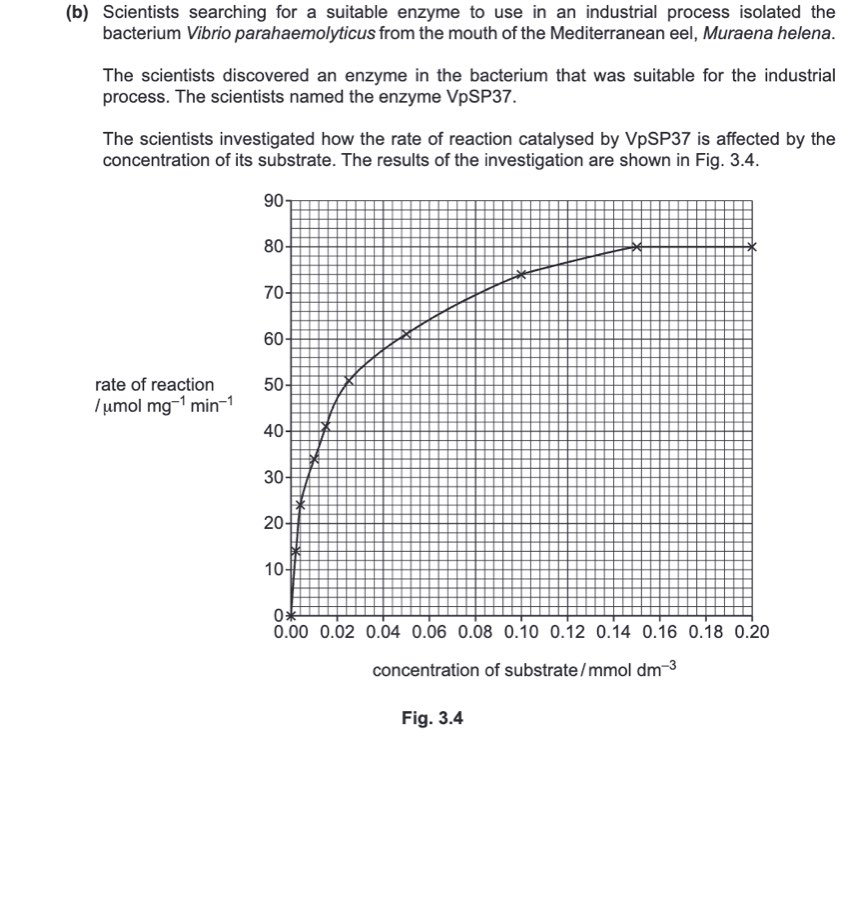 (b) Scientists searching for a suitable enzyme to use in an industrial process isolated the
bacterium Vibrio parahaemolyticus from the mouth of the Mediterranean eel, Muraena helena.
The scientists discovered an enzyme in the bacterium that was suitable for the industrial
process. The scientists named the enzyme VpSP37.
The scientists investigated how the rate of reaction catalysed by VpSP37 is affected by the
concentration of its substrate. The results of the investigation are shown in Fig. 3.4.
90
80
70
60
rate of reaction
/μmol mg⁻¹ min⁻¹
50
40
30
20
10
0
0.00 0.02 0.04 0.06 0.08 0.10 0.12 0.14 0.16 0.18 0.20
concentration of substrate/mmol dm⁻³
Fig. 3.4